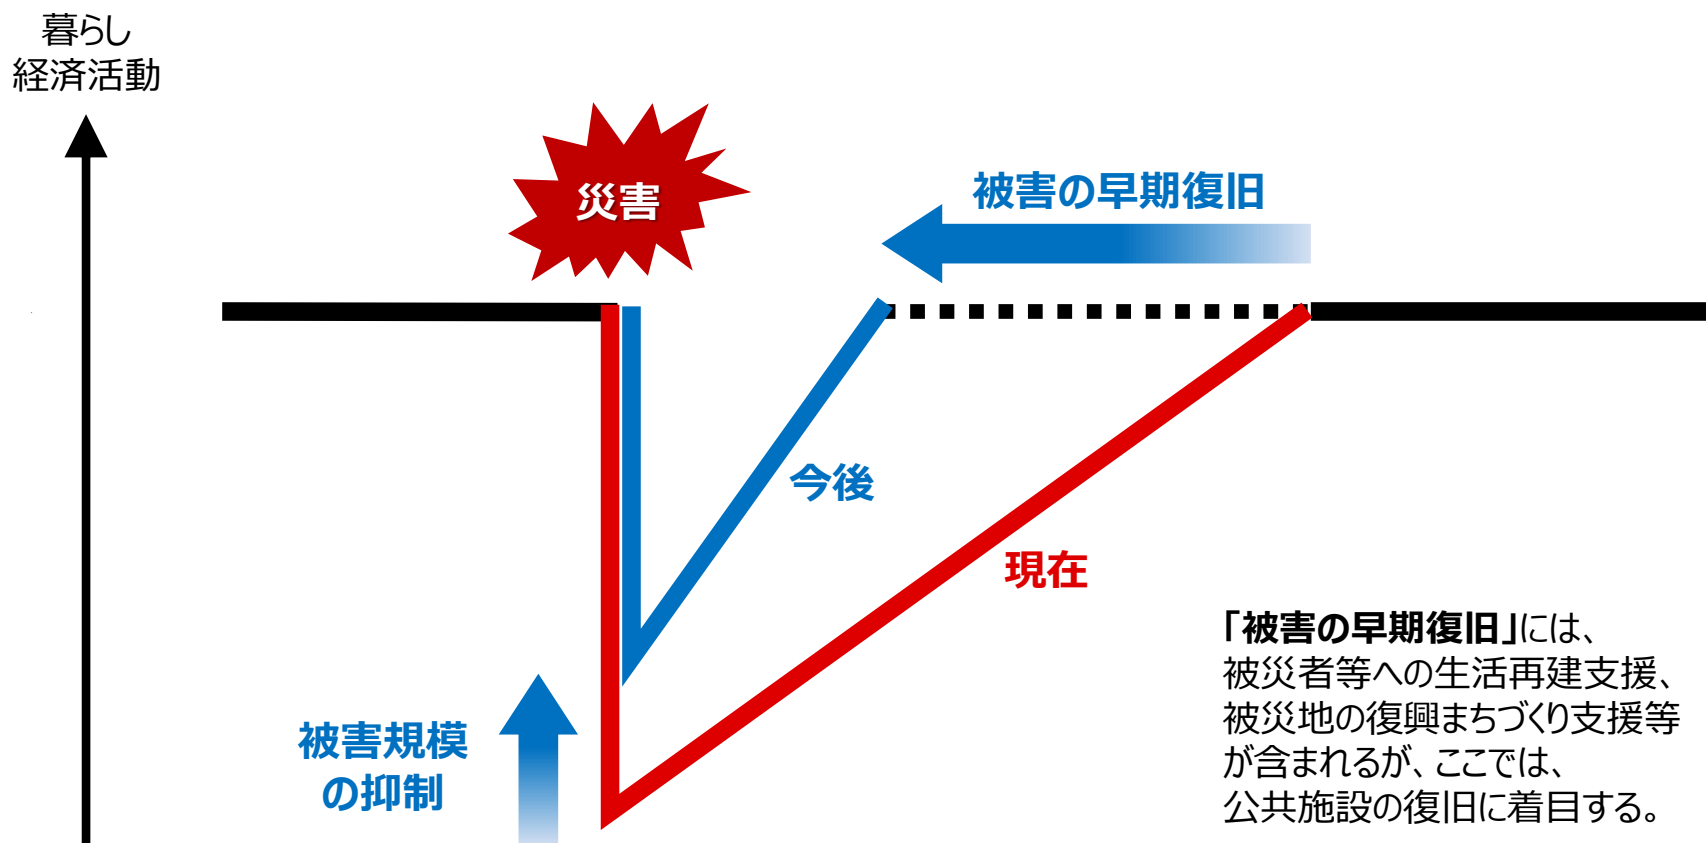 暮らし
経済活動
災害
被害の早期復旧
今後
現在
被害規模
の抑制
「被害の早期復旧」には、
被災者等への生活再建支援、
被災地の復興まちづくり支援等
が含まれるが、ここでは、
公共施設の復旧に着目する。